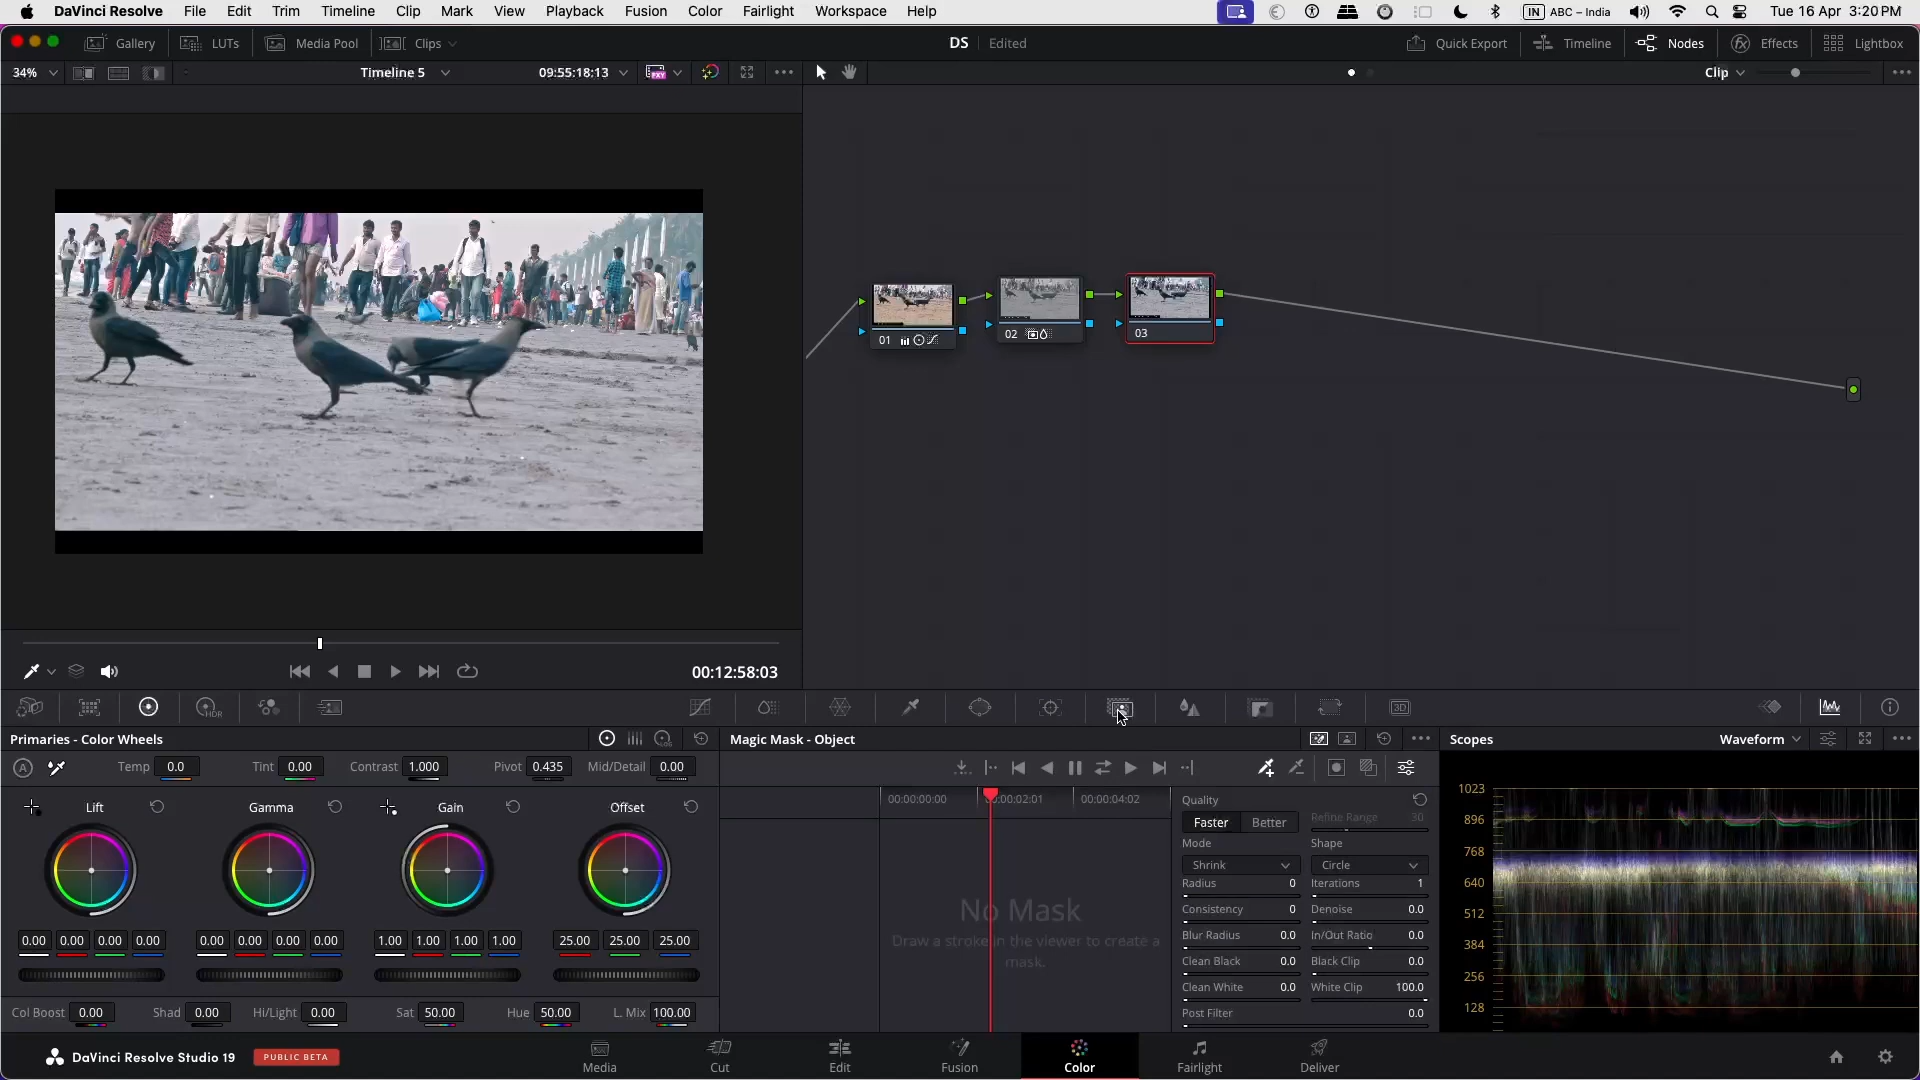 DaVinci Resolve File Edit Trim Timeline Clip Mark View Playback Fusion Color Fairlight Workspace Help IN ABC – India Tue 16 Apr 3:20 PM
Gallery LUTs Media Pool Clips DS Edited Quick Export Timeline Nodes fx Effects Lightbox
34% Timeline 5 09:55:18:13 PXY Clip
01
02
03
00:12:58:03
HDR
3D
Primaries - Color Wheels LOG Magic Mask - Object Scopes Waveform
A Temp 0.0 Tint 0.00 Contrast 1.000 Pivot 0.435 Mid/Detail 0.00
Lift Gamma Gain Offset
00:00:00:00 00:00:02:01 00:00:04:02
Quality
Faster Better Refine Range 30
Mode Shape
Shrink Circle
Radius 0 Iterations 1
Consistency 0 Denoise 0.0
Blur Radius 0.0 In/Out Ratio 0.0
Clean Black 0.0 Black Clip 0.0
Clean White 0.0 White Clip 100.0
Post Filter 0.0
No Mask
Draw a stroke in the viewer to create a
mask.
1023
896
768
640
512
384
256
128
0.00 0.00 0.00 0.00 0.00 0.00 0.00 0.00 1.00 1.00 1.00 1.00 25.00 25.00 25.00
Col Boost 0.00 Shad 0.00 Hi/Light 0.00 Sat 50.00 Hue 50.00 L. Mix 100.00
DaVinci Resolve Studio 19 PUBLIC BETA
Media Cut Edit Fusion Color Fairlight Deliver